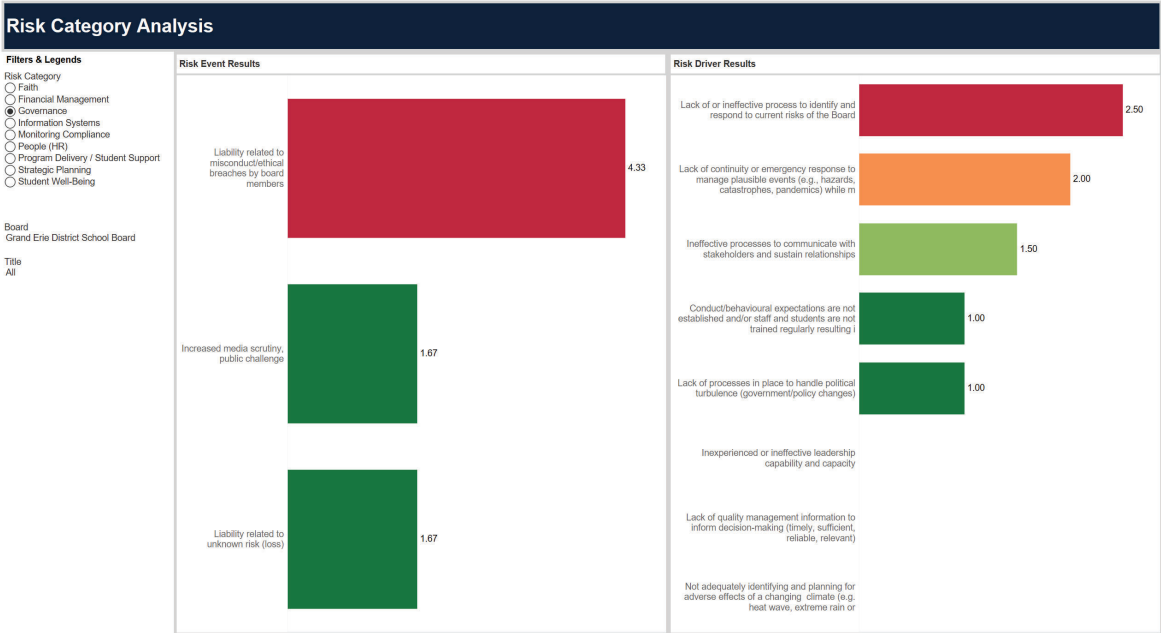 Risk Category Analysis
Filters & Legends
Risk Category
Faith
Financial Management
Governance
Information Systems
Monitoring Compliance
People (HR)
Program Delivery / Student Support
Strategic Planning
Student Well-Being
Board
Grand Erie District School Board
Title
All
Risk Event Results
Liability related to
misconduct/ethical
breaches by board
members
4.33
Increased media scrutiny,
public challenge
1.67
Liability related to
unknown risk (loss)
1.67
Risk Driver Results
Lack of or ineffective process to identify and
respond to current risks of the Board
2.50
Lack of continuity or emergency response to
manage plausible events (e.g., hazards,
catastrophes, pandemics) while m
2.00
Ineffective processes to communicate with
stakeholders and sustain relationships
1.50
Conduct/behavioural expectations are not
established and/or staff and students are not
trained regularly resulting i
1.00
Lack of processes in place to handle political
turbulence (government/policy changes)
1.00
Inexperienced or ineffective leadership
capability and capacity
Lack of quality management information to
inform decision-making (timely, sufficient,
reliable, relevant)
Not adequately identifying and planning for
adverse effects of a changing climate (e.g.
heat wave, extreme rain or